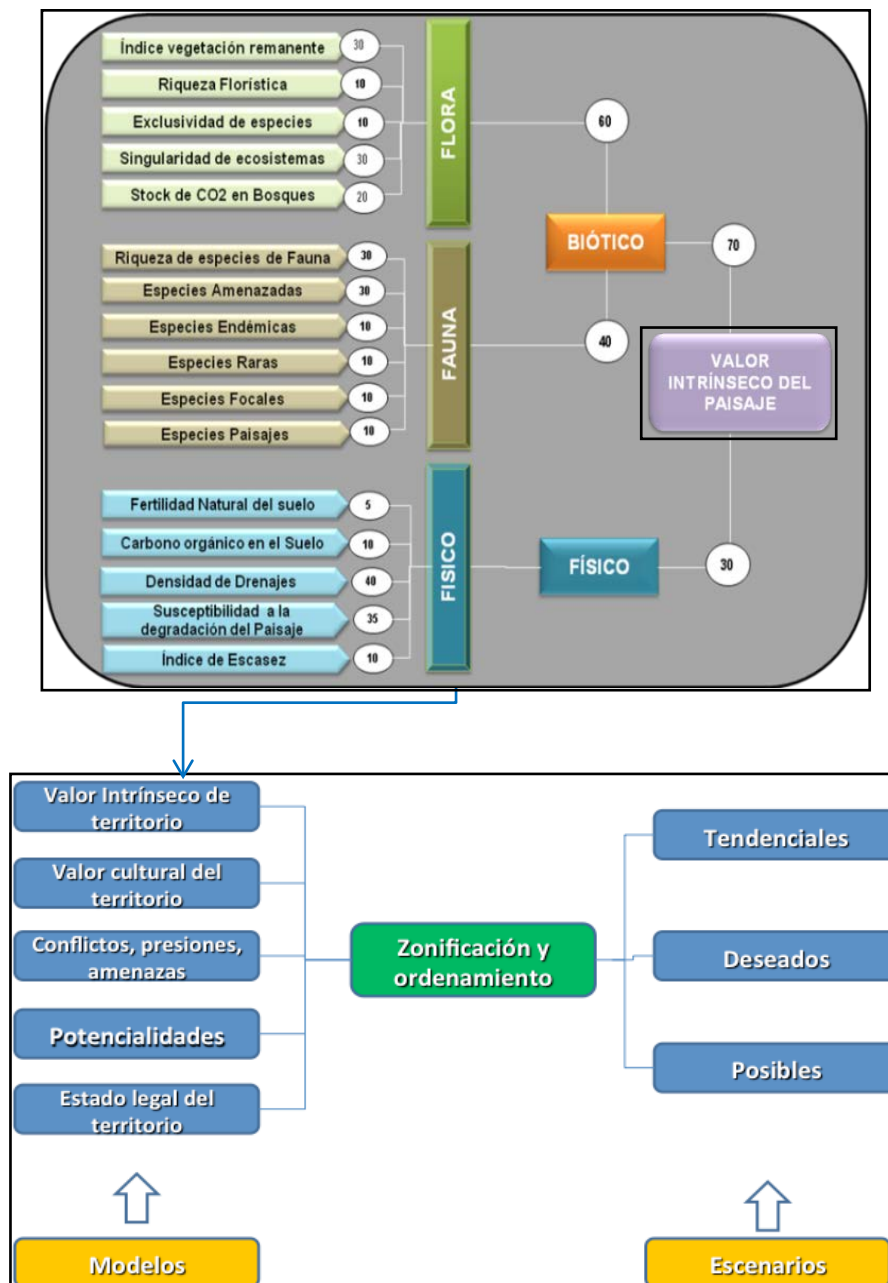 Índice vegetación remanente
30
Riqueza Florística
10
Exclusividad de especies
10
Singularidad de ecosistemas
30
Stock de CO2 en Bosques
20
FLORA
60
Riqueza de especies de Fauna
30
Especies Amenazadas
30
Especies Endémicas
10
Especies Raras
10
Especies Focales
10
Especies Paisajes
10
FAUNA
40
BIÓTICO
70
VALOR
INTRÍNSECO DEL
PAISAJE
Fertilidad Natural del suelo
5
Carbono orgánico en el Suelo
10
Densidad de Drenajes
40
Susceptibilidad a la
degradación del Paisaje
35
Índice de Escasez
10
FISICO
FÍSICO
30
Valor Intrínseco de
territorio
Valor cultural del
territorio
Conflictos, presiones,
amenazas
Potencialidades
Estado legal del
territorio
Modelos
Zonificación y
ordenamiento
Tendenciales
Deseados
Posibles
Escenarios